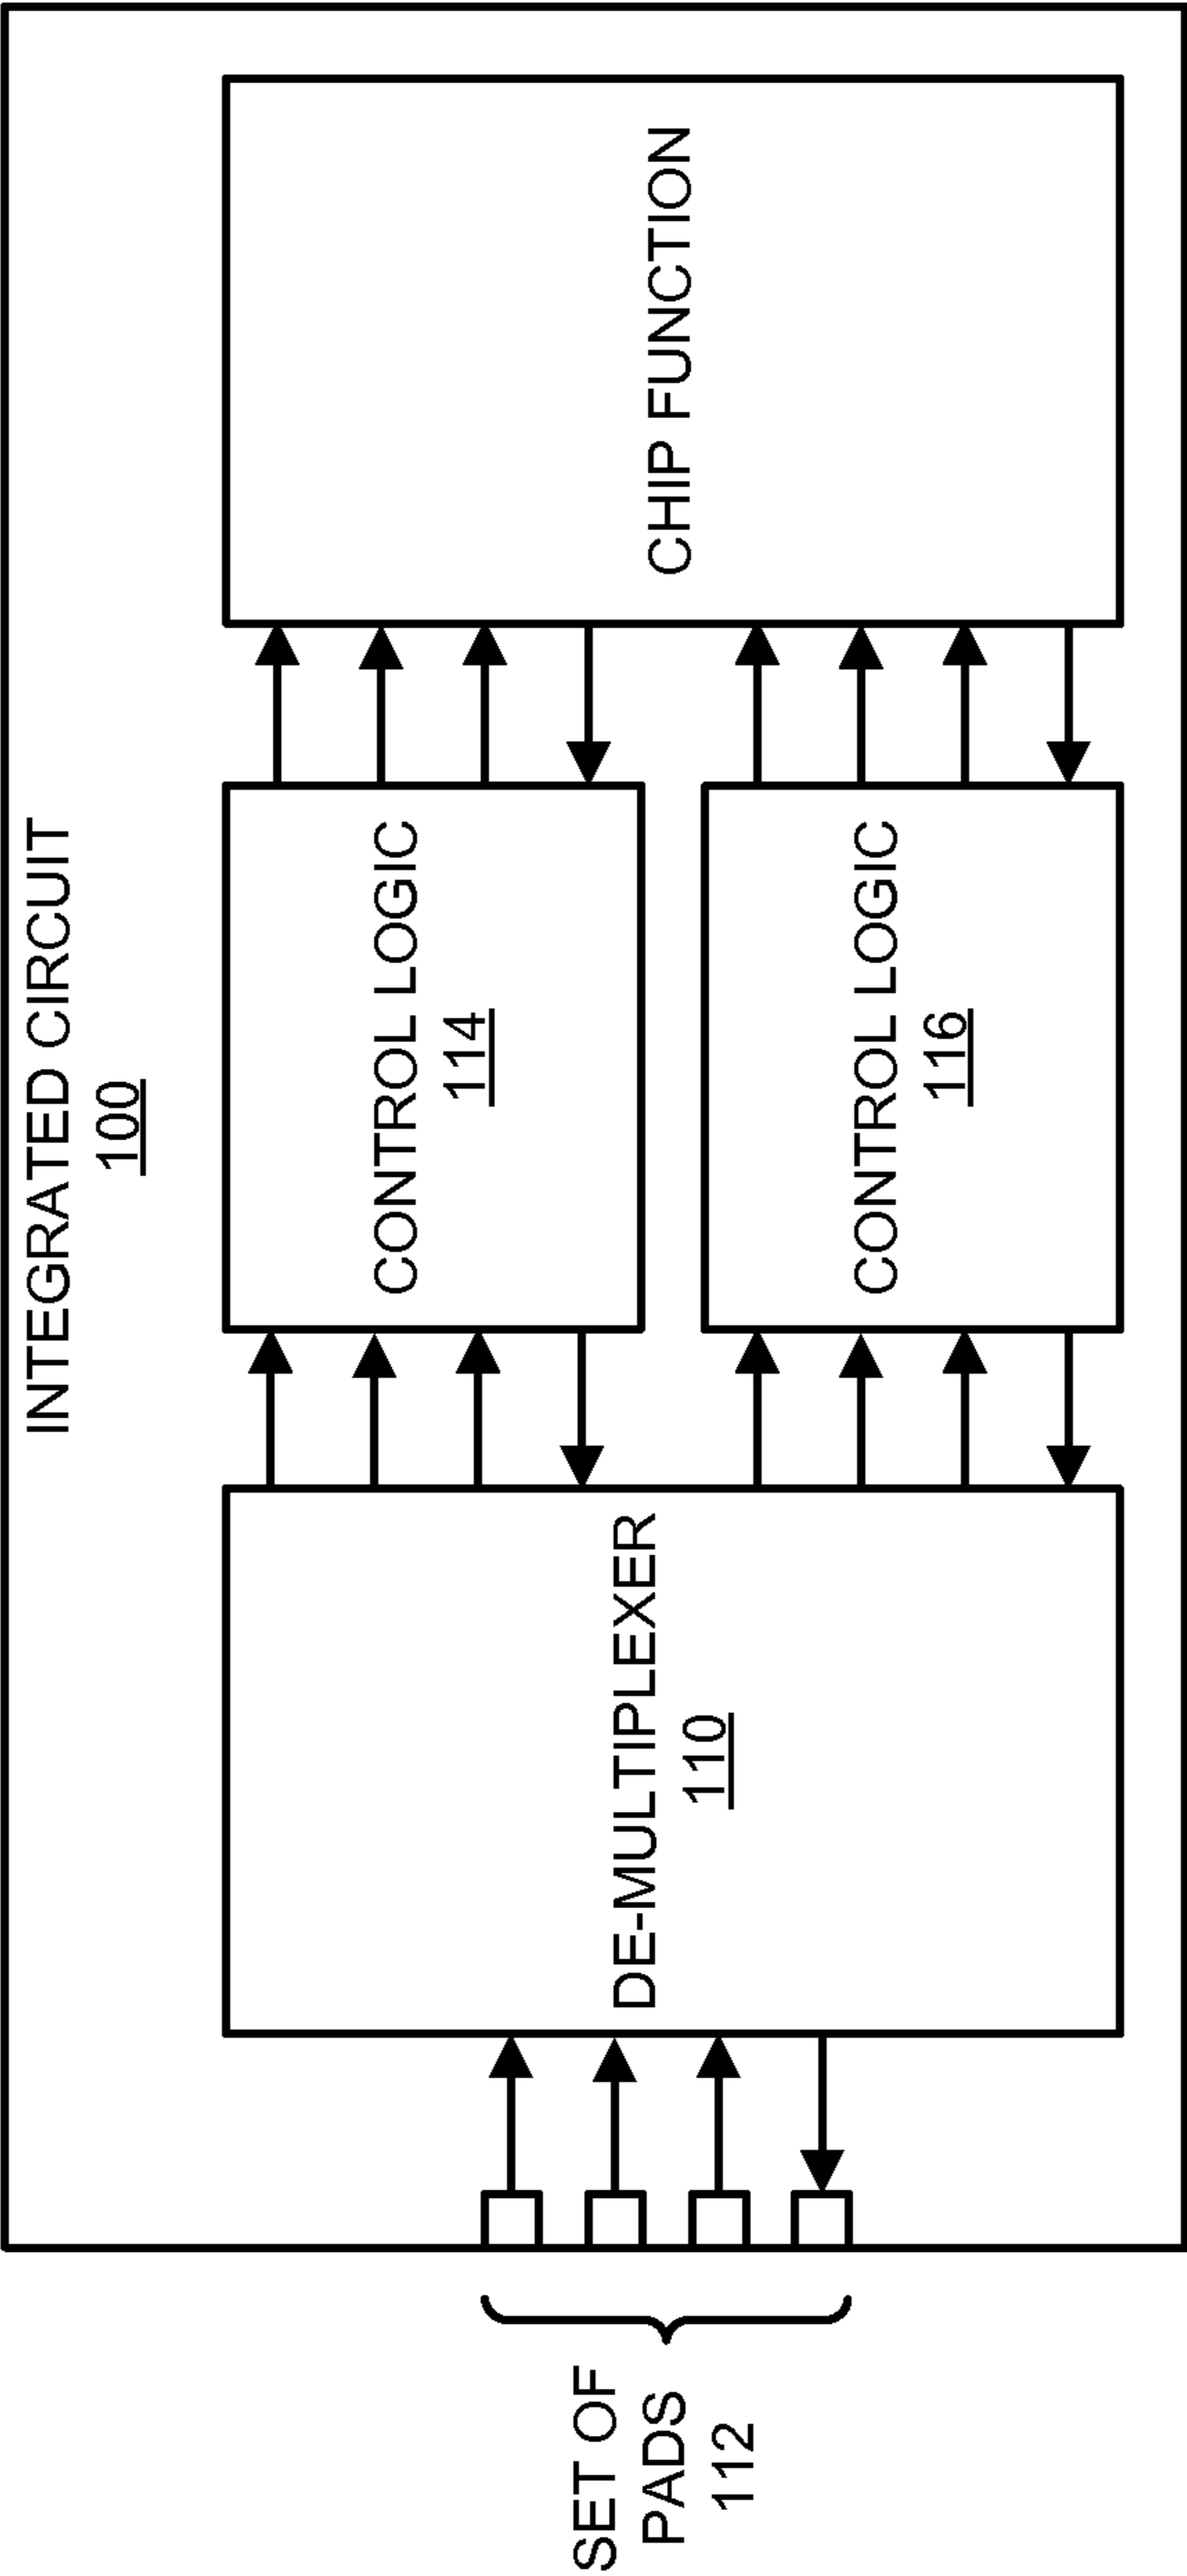 INTEGRATED CIRCUIT
100
SET OF
PADS
112
DE-MULTIPLEXER
110
CONTROL LOGIC
114
CONTROL LOGIC
116
CHIP FUNCTION